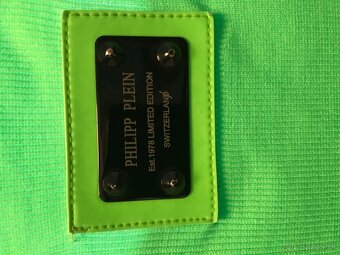 PHILIPP PLEIN
Est.1978 LIMITED EDITION
SWITZERLAND